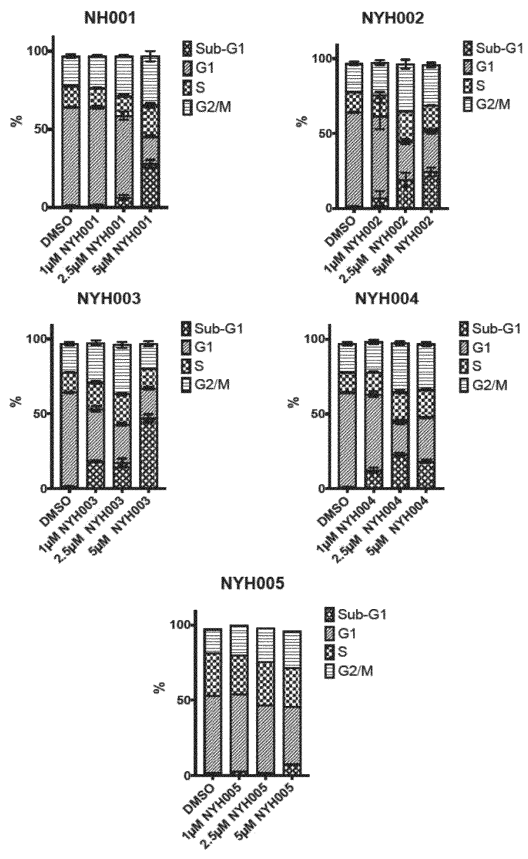 NH001
100
50
0
%
DMSO
1µM NYH001
2.5µM NYH001
5µM NYH001
Sub-G1
G1
S
G2/M
NYH002
100
50
0
%
DMSO
1µM NYH002
2.5µM NYH002
5µM NYH002
Sub-G1
G1
S
G2/M
NYH003
100
50
0
%
DMSO
1µM NYH003
2.5µM NYH003
5µM NYH003
Sub-G1
G1
S
G2/M
NYH004
100
50
0
%
DMSO
1µM NYH004
2.5µM NYH004
5µM NYH004
Sub-G1
G1
S
G2/M
NYH005
100
50
0
%
DMSO
1µM NYH005
2.5µM NYH005
5µM NYH005
Sub-G1
G1
S
G2/M